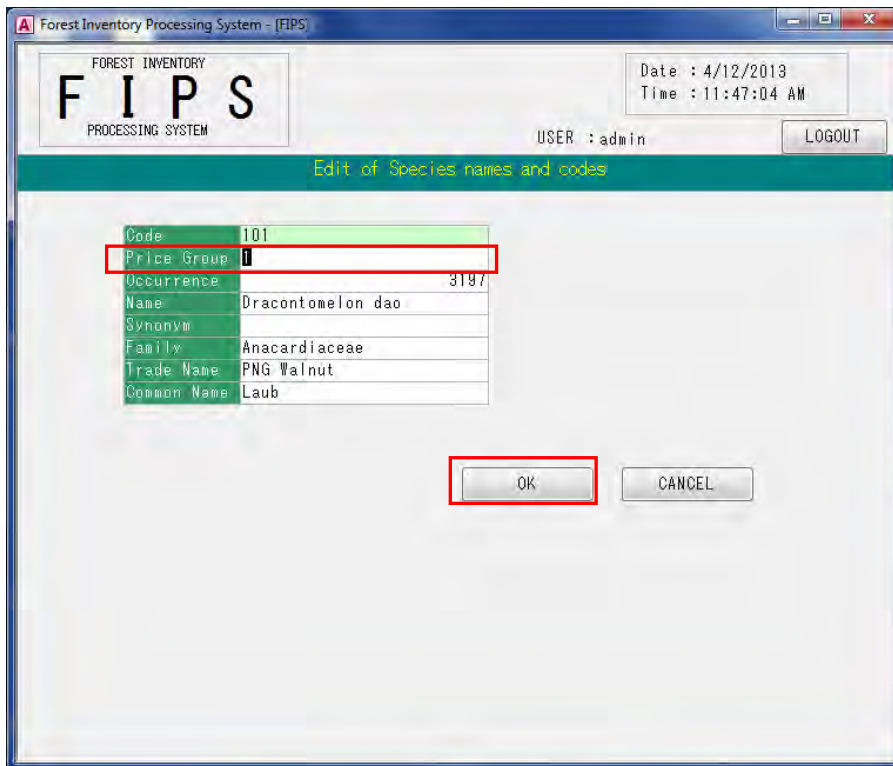 A Forest Inventory Processing System - [FIPS]
FOREST INVENTORY
FIPS
PROCESSING SYSTEM
Date : 4/12/2013
Time : 11:47:04 AM
USER : admin
LOGOUT
Edit of Species names and codes
Code 101
Price Group 1
Occurrence 3197
Name Dracontomelon dao
Synonym
Family Anacardiaceae
Trade Name PNG Walnut
Common Name Laub
OK CANCEL